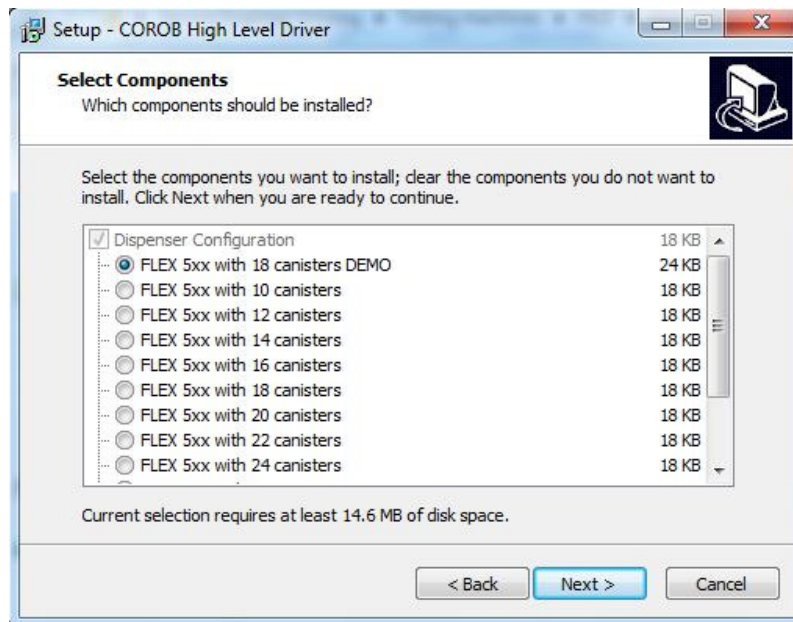 Setup - COROB High Level Driver
Select Components
Which components should be installed?
Select the components you want to install; clear the components you do not want to
install. Click Next when you are ready to continue.
Dispenser Configuration 18 KB
FLEX 5xx with 18 canisters DEMO 24 KB
FLEX 5xx with 10 canisters 18 KB
FLEX 5xx with 12 canisters 18 KB
FLEX 5xx with 14 canisters 18 KB
FLEX 5xx with 16 canisters 18 KB
FLEX 5xx with 18 canisters 18 KB
FLEX 5xx with 20 canisters 18 KB
FLEX 5xx with 22 canisters 18 KB
FLEX 5xx with 24 canisters 18 KB
Current selection requires at least 14.6 MB of disk space.
< Back Next > Cancel